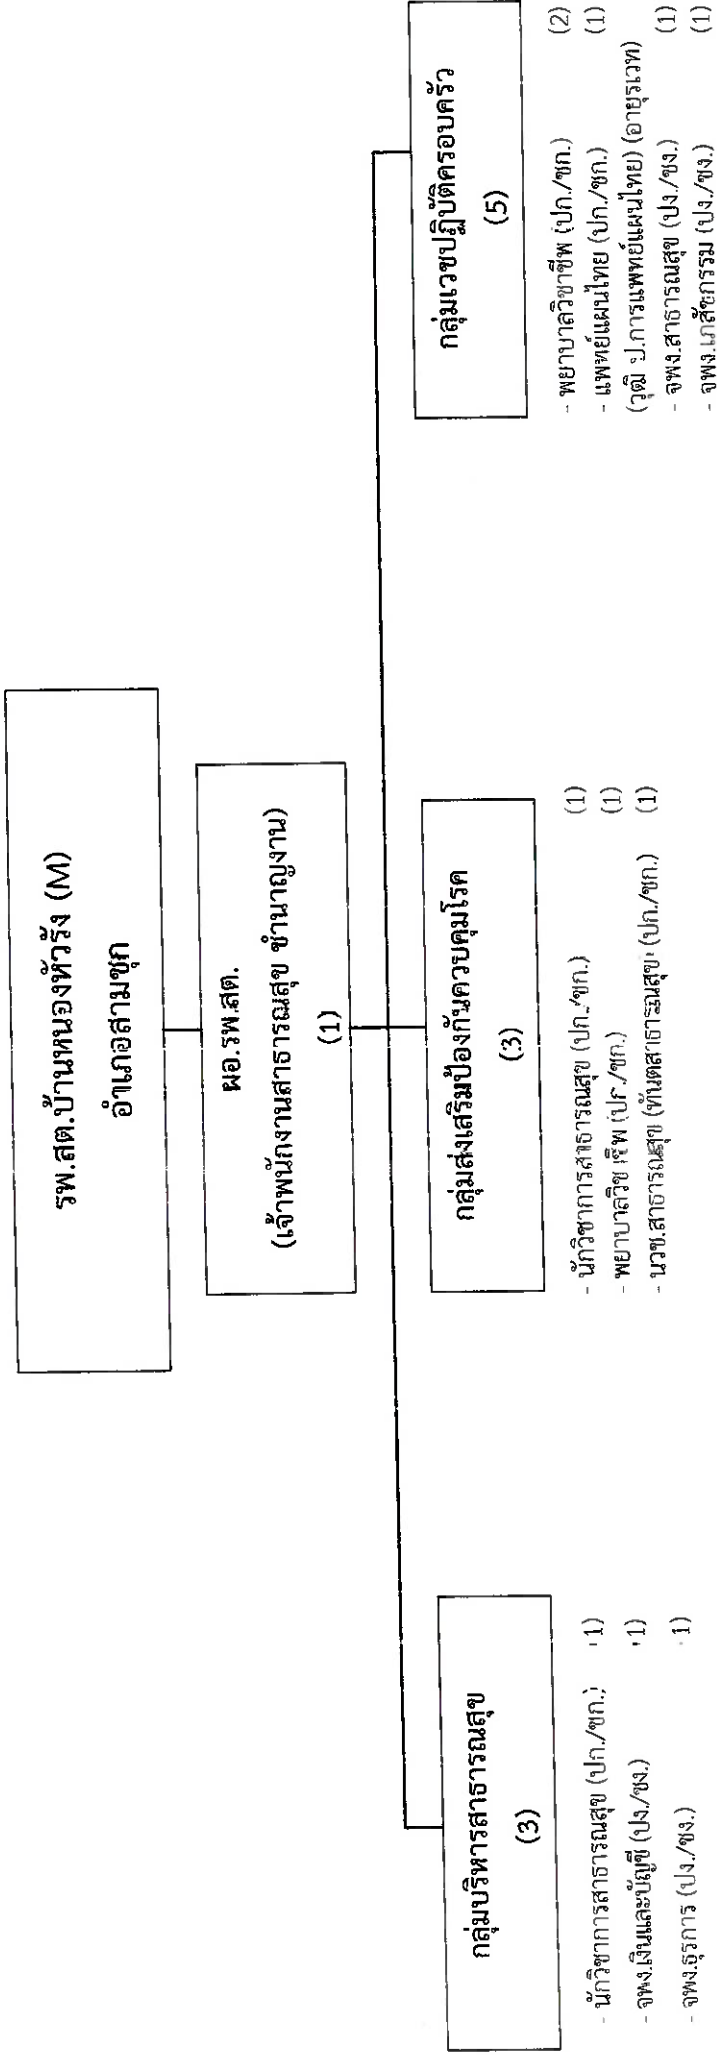 รพ.สต.บ้านหนองหัวรัง (M)
อำเภอสามชุก
ผอ.รพ.สต.
(เจ้าพนักงานสาธารณสุข ชำนาญงาน)
(1)
กลุ่มบริหารสาธารณสุข
(3)
- นักวิชาการสาธารณสุข (ปก./ชก.) (1)
- จพง.เงินและบัญชี (ปง./ชง.) (1)
- จพง.ธุรการ (ปง./ชง.) (1)
กลุ่มส่งเสริมป้องกันควบคุมโรค
(3)
- นักวิชาการสาธารณสุข (ปก./ชก.) (1)
- พยาบาลวิชาชีพ (ปก./ชก.) (1)
- นวช.สาธารณสุข (ทันตสาธารณสุข) (ปก./ชก.) (1)
กลุ่มเวชปฏิบัติครอบครัว
(5)
- พยาบาลวิชาชีพ (ปก./ชก.) (2)
- แพทย์แผนไทย (ปก./ชก.) (1)
(วุฒิ ป.การแพทย์แผนไทย) (อายุรเวท)
- จพง.สาธารณสุข (ปง./ชง.) (1)
- จพง.เภสัชกรรม (ปง./ชง.) (1)